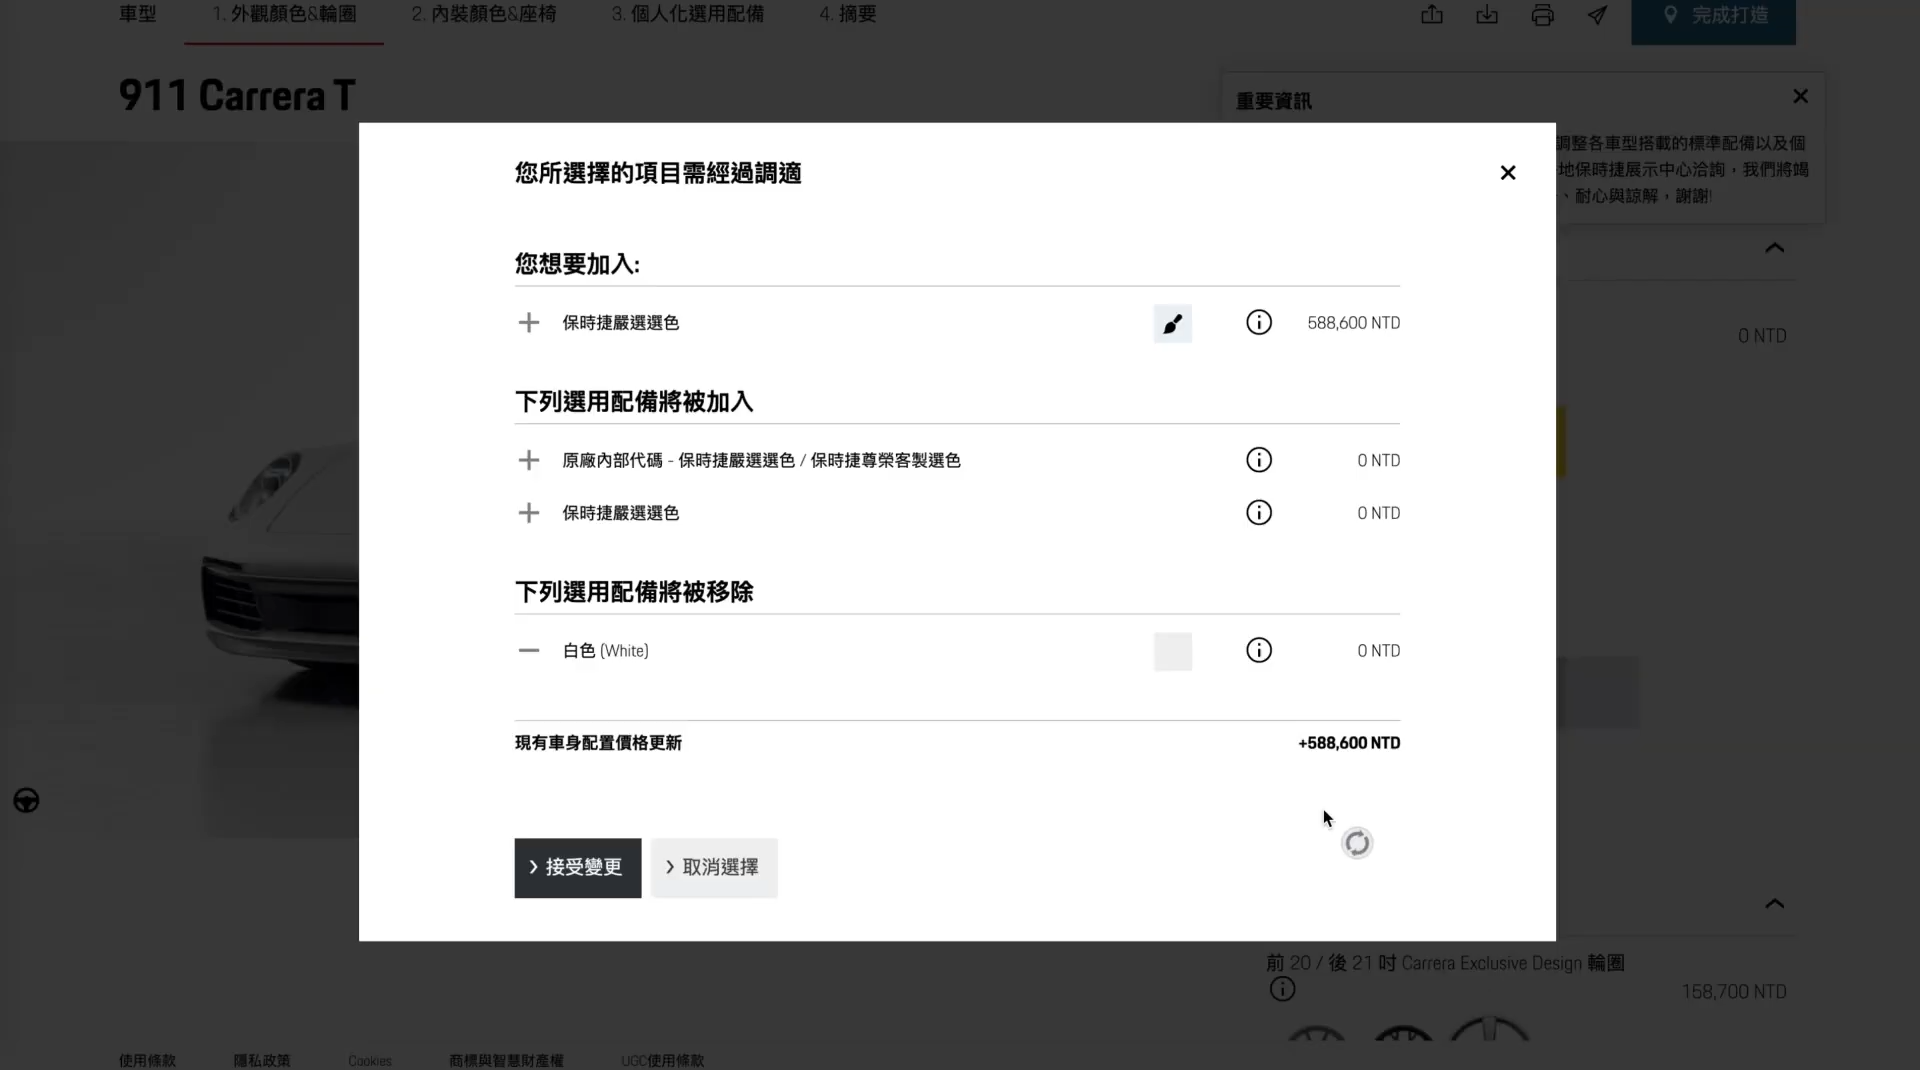 車型
1. 外觀顏色&輪圈
2. 內裝顏色&座椅
3. 個人化選用配備
4. 摘要
完成打造
911 Carrera T
重要資訊
調整各車型搭載的標準配備以及個
地保時捷展示中心洽詢，我們將竭
、耐心與諒解，謝謝!
您所選擇的項目需經過調適
您想要加入:
保時捷嚴選選色
588,600 NTD
0 NTD
下列選用配備將被加入
原廠內部代碼 - 保時捷嚴選選色 / 保時捷尊榮客製選色
0 NTD
保時捷嚴選選色
0 NTD
下列選用配備將被移除
白色 (White)
0 NTD
現有車身配置價格更新
+588,600 NTD
接受變更
取消選擇
前 20 / 後 21 吋 Carrera Exclusive Design 輪圈
158,700 NTD
使用條款
隱私政策
Cookies
商標與智慧財產權
UGC使用條款